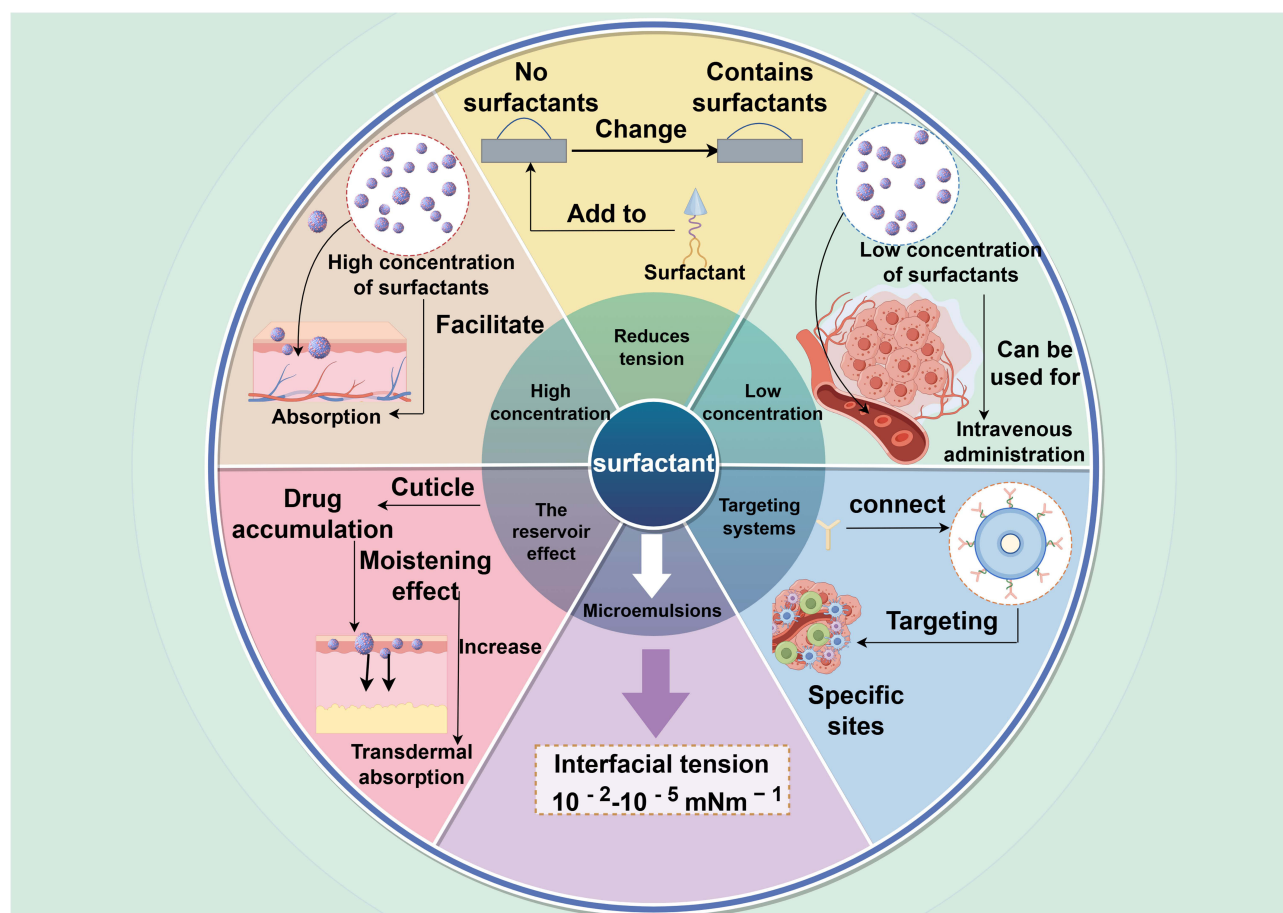 No
surfactants
Contains
surfactants
Change
Add to
Surfactant
High concentration
of surfactants
Facilitate
Absorption
Low concentration
of surfactants
Can be
used for
Intravenous
administration
Reduces
tension
High
concentration
Low
concentration
surfactant
The
reservoir
effect
Targeting
systems
Microemulsions
Cuticle
Drug
accumulation
Moistening
effect
Increase
Transdermal
absorption
connect
Targeting
Specific
sites
Interfacial tension
10⁻²-10⁻⁵ mNm⁻¹